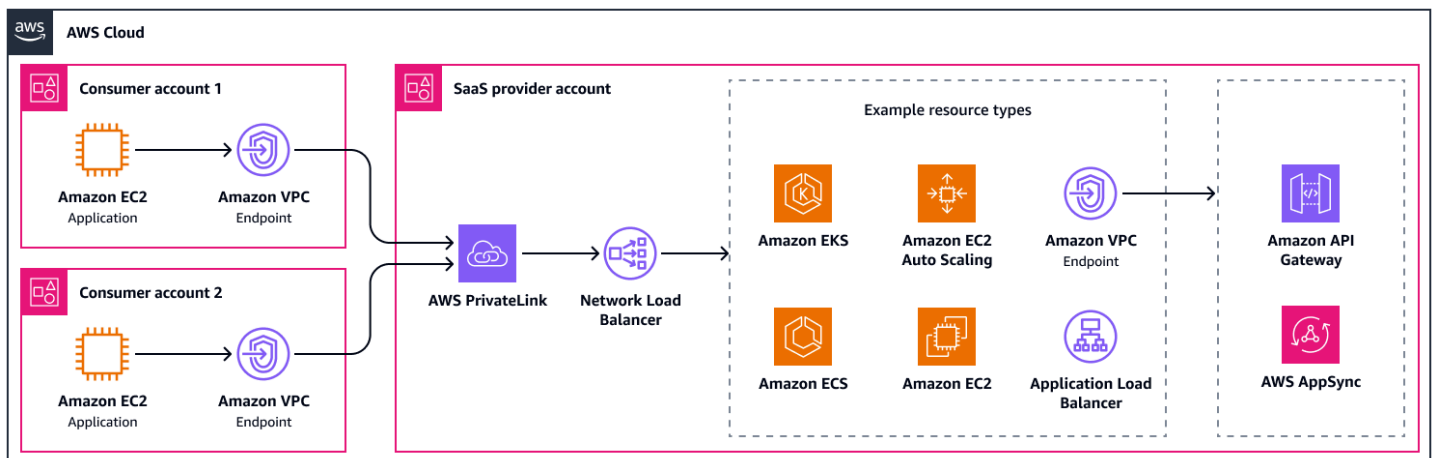 aws
AWS Cloud
Consumer account 1
Amazon EC2
Application
Amazon VPC
Endpoint
Consumer account 2
Amazon EC2
Application
Amazon VPC
Endpoint
SaaS provider account
AWS PrivateLink
Network Load
Balancer
Example resource types
K
Amazon EKS
Amazon EC2
Auto Scaling
Amazon VPC
Endpoint
Amazon ECS
Amazon EC2
Application Load
Balancer
</>
Amazon API
Gateway
AWS AppSync